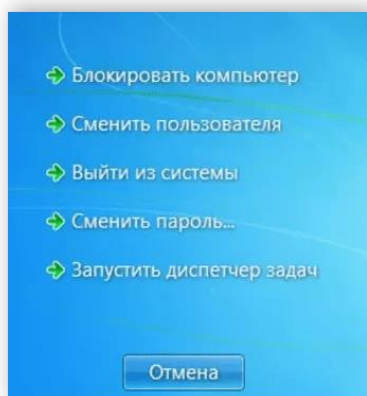 Блокировать компьютер
Сменить пользователя
Выйти из системы
Сменить пароль...
Запустить диспетчер задач
Отмена